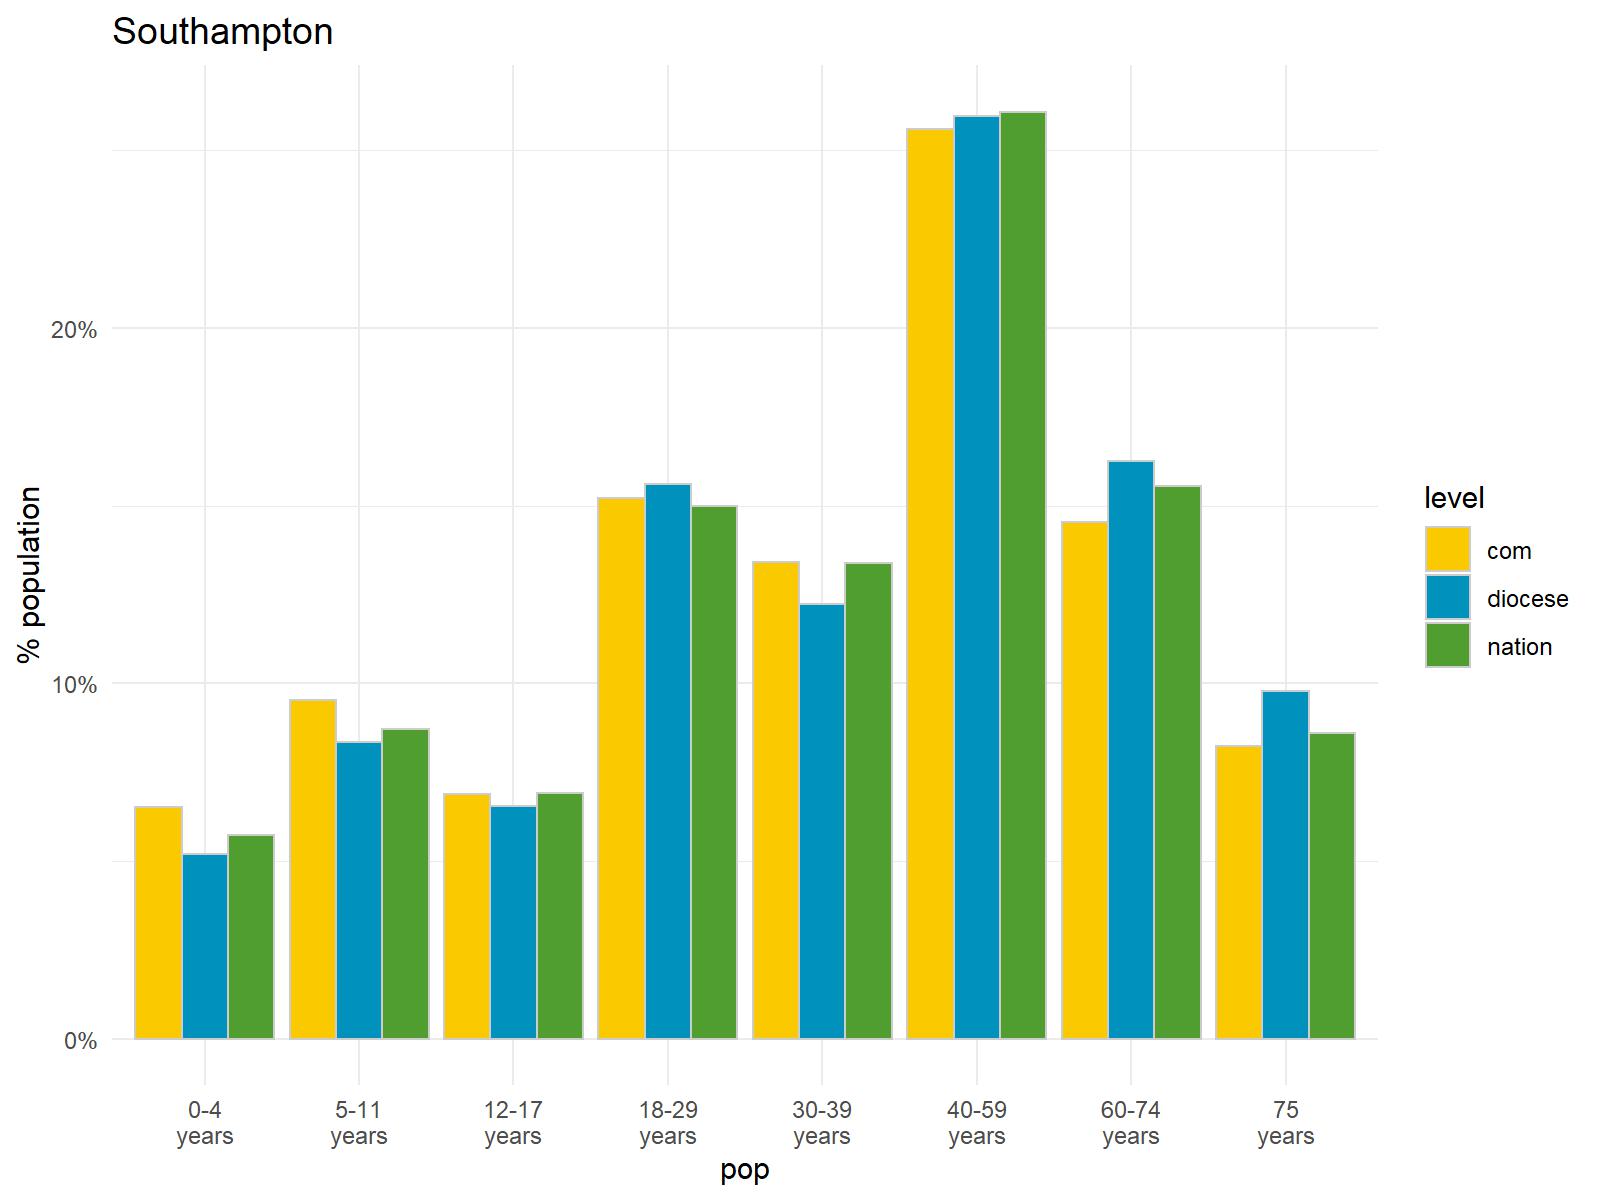 Southampton
% population
20%
10%
0%
0-4
years
5-11
years
12-17
years
18-29
years
30-39
years
40-59
years
60-74
years
75
years
pop
level
com
diocese
nation